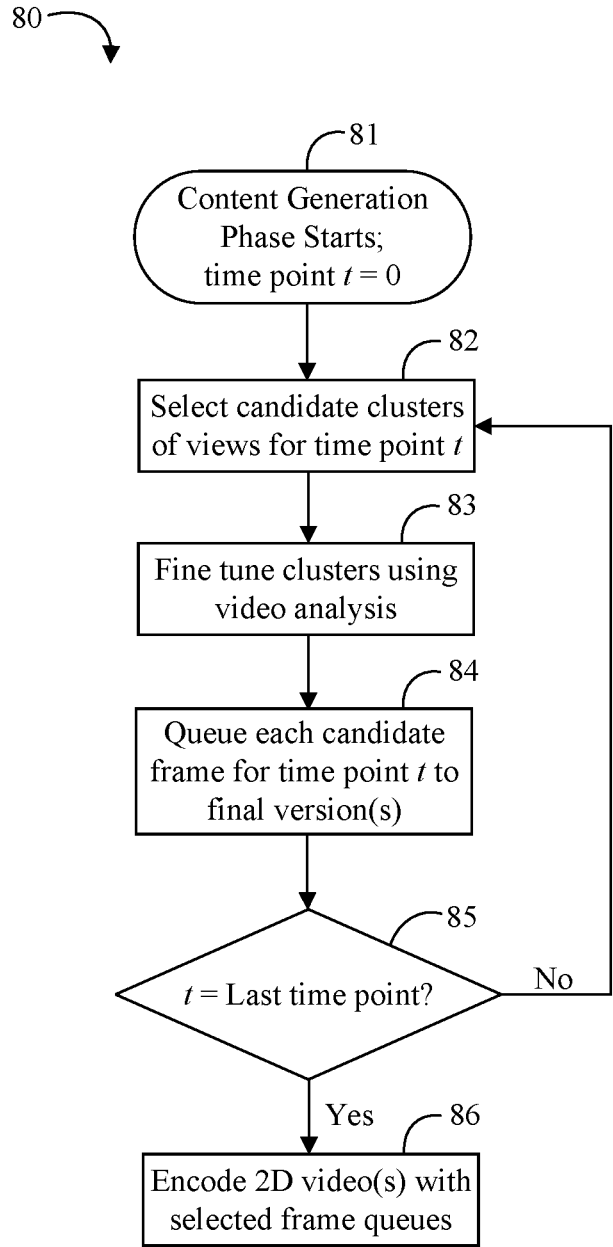 80
81
Content Generation
Phase Starts;
time point t = 0
82
Select candidate clusters
of views for time point t
83
Fine tune clusters using
video analysis
84
Queue each candidate
frame for time point t to
final version(s)
85
t = Last time point?
No
Yes
86
Encode 2D video(s) with
selected frame queues